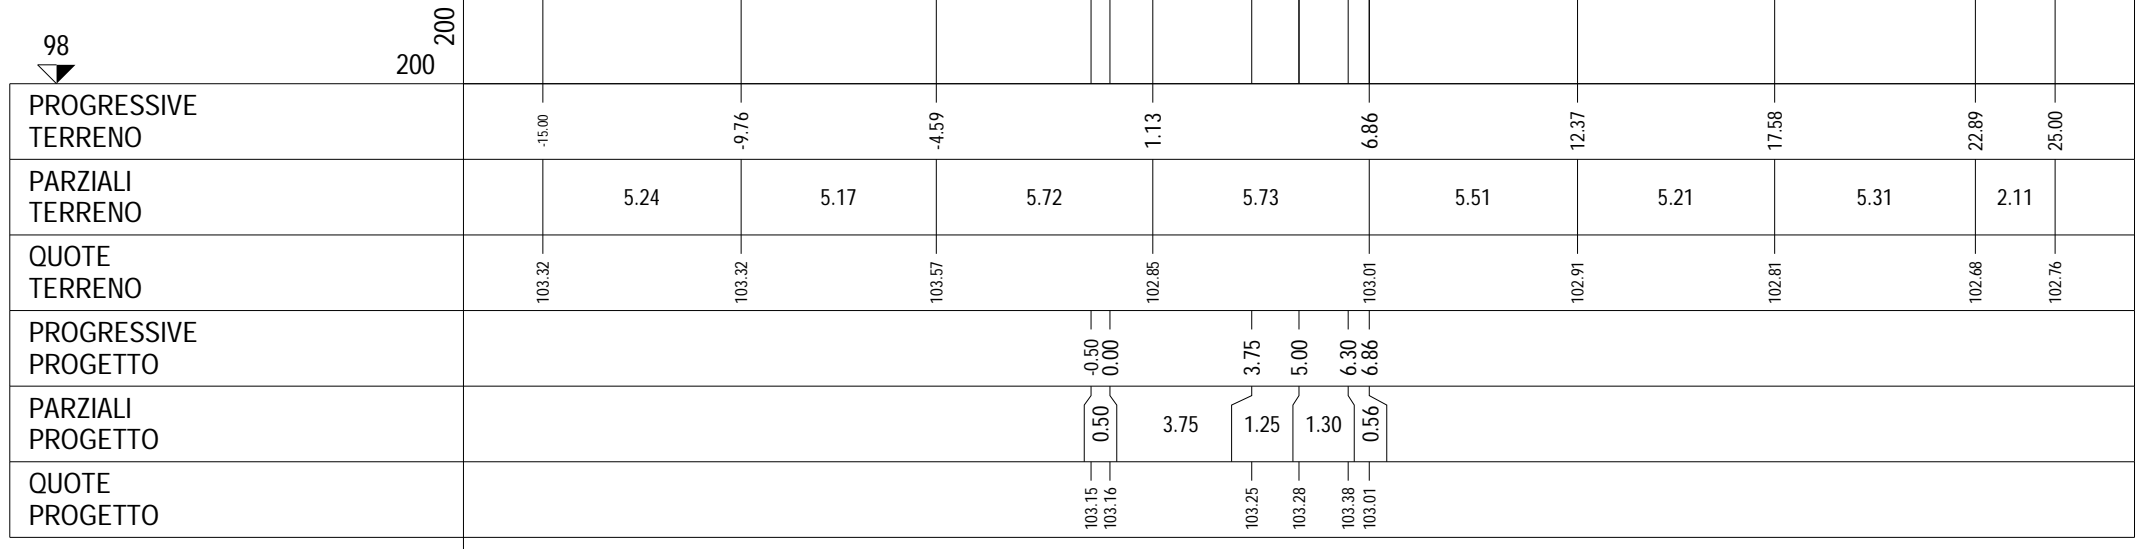 98
200
200
PROGRESSIVE
TERRENO
-15.00 -9.76 -4.59 1.13 6.86 12.37 17.58 22.89 25.00
PARZIALI
TERRENO
5.24 5.17 5.72 5.73 5.51 5.21 5.31 2.11
QUOTE
TERRENO
103.32 103.32 103.57 102.85 103.01 102.91 102.81 102.68 102.76
PROGRESSIVE
PROGETTO
-0.50 0.00 3.75 5.00 6.30 6.86
PARZIALI
PROGETTO
0.50 3.75 1.25 1.30 0.56
QUOTE
PROGETTO
103.15 103.16 103.25 103.28 103.38 103.01